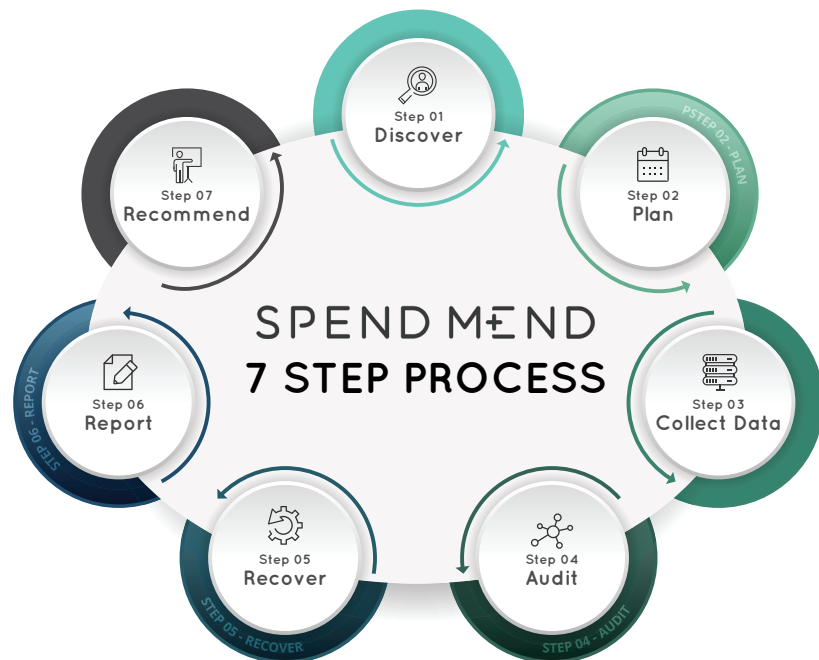 Step 01
Discover
PSTEP 02 - PLAN
Step 02
Plan
Step 03
Collect Data
Step 04
Audit
STEP 04 - AUDIT
Step 05
Recover
STEP 05 - RECOVER
Step 06
Report
STEP 06 - REPORT
Step 07
Recommend
SPEND MEND
7 STEP PROCESS